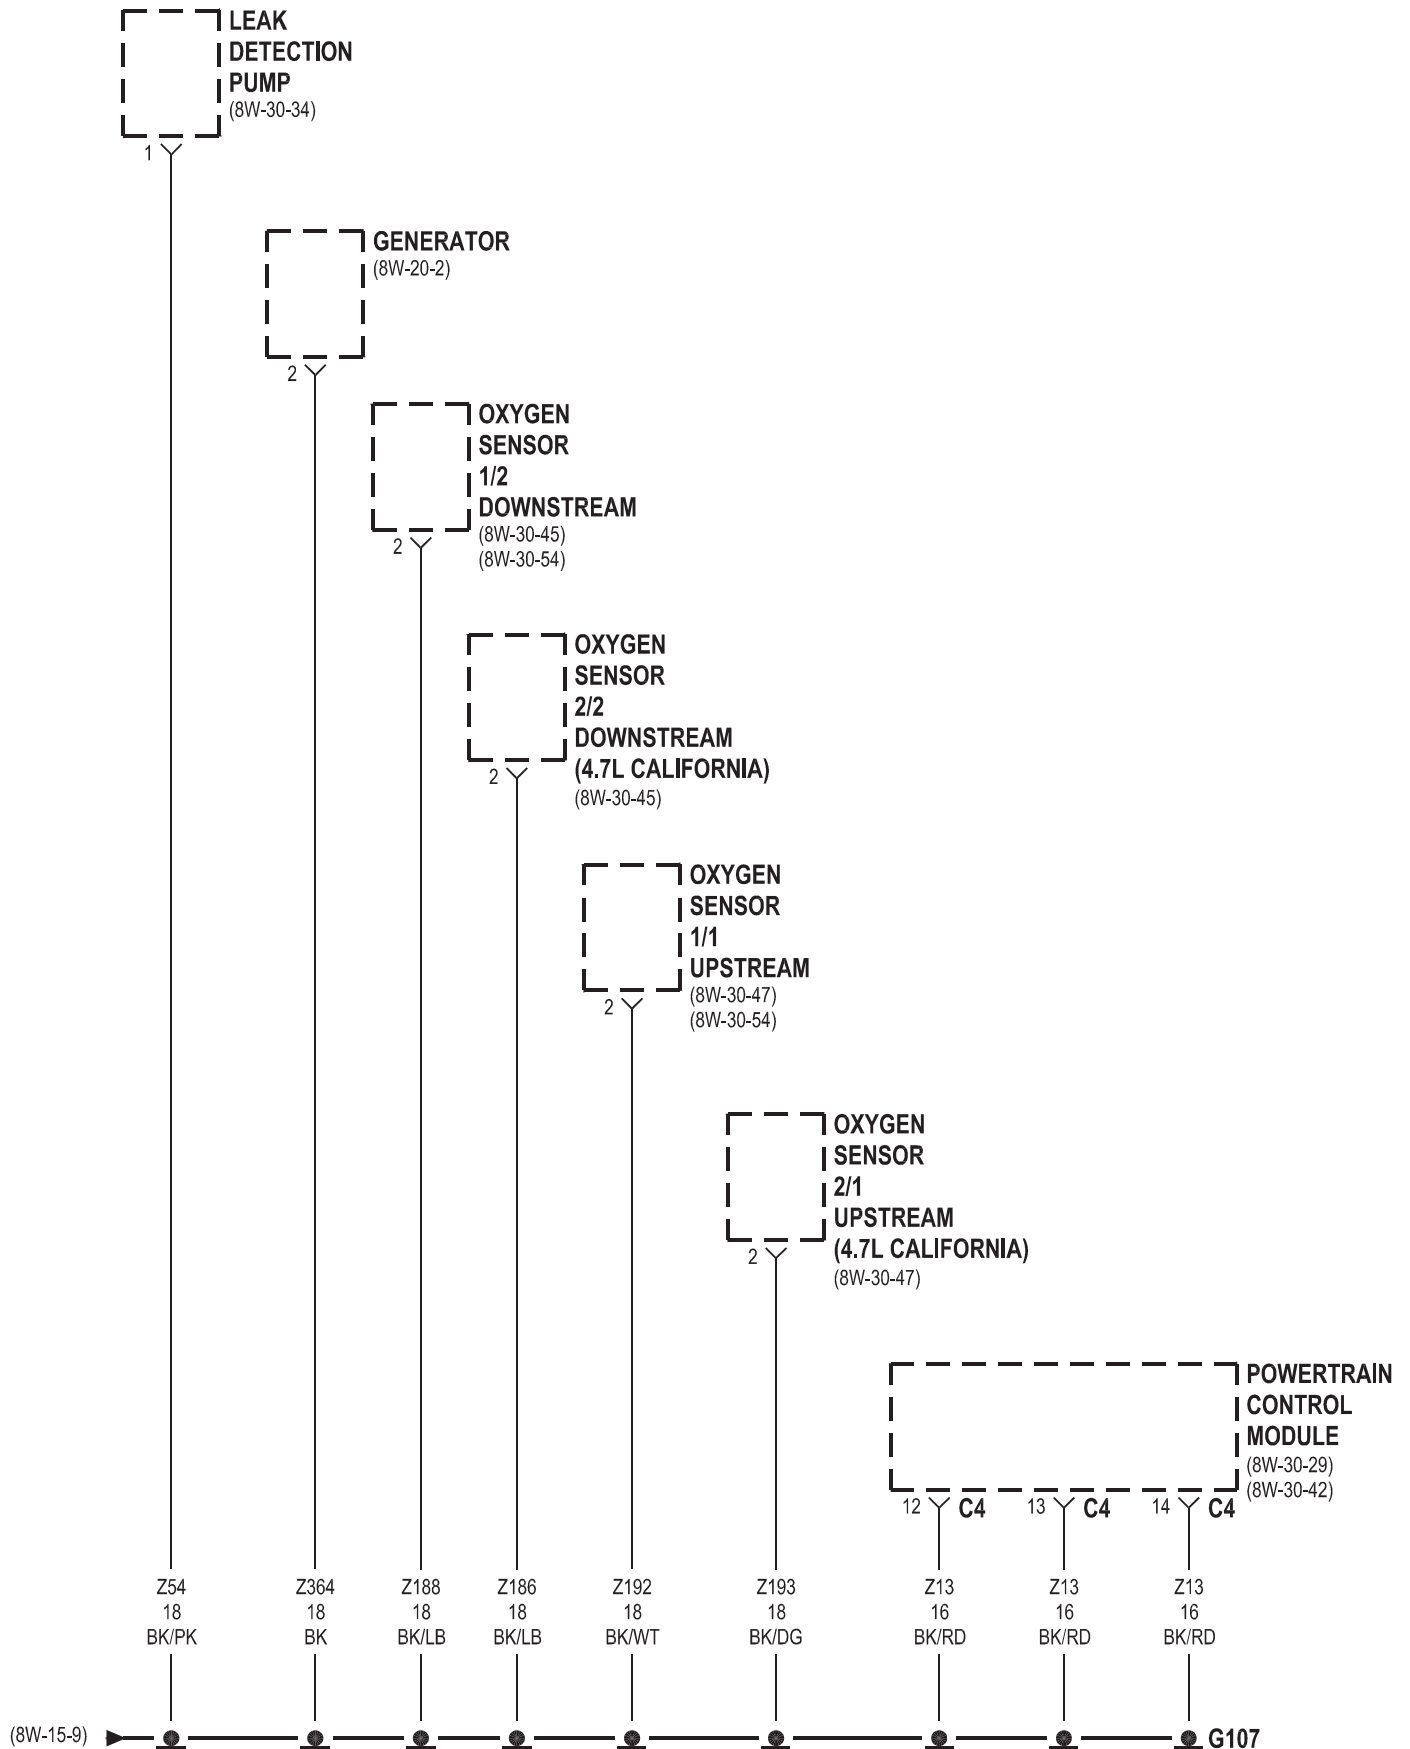 LEAK
DETECTION
PUMP
(8W-30-34)
1
GENERATOR
(8W-20-2)
2
OXYGEN
SENSOR
1/2
DOWNSTREAM
(8W-30-45)
(8W-30-54)
2
OXYGEN
SENSOR
2/2
DOWNSTREAM
(4.7L CALIFORNIA)
(8W-30-45)
2
OXYGEN
SENSOR
1/1
UPSTREAM
(8W-30-47)
(8W-30-54)
2
OXYGEN
SENSOR
2/1
UPSTREAM
(4.7L CALIFORNIA)
(8W-30-47)
2
POWERTRAIN
CONTROL
MODULE
(8W-30-29)
(8W-30-42)
12 C4 13 C4 14 C4
Z54 Z364 Z188 Z186 Z192 Z193 Z13 Z13 Z13
18 18 18 18 18 18 16 16 16
BK/PK BK BK/LB BK/LB BK/WT BK/DG BK/RD BK/RD BK/RD
(8W-15-9) G107